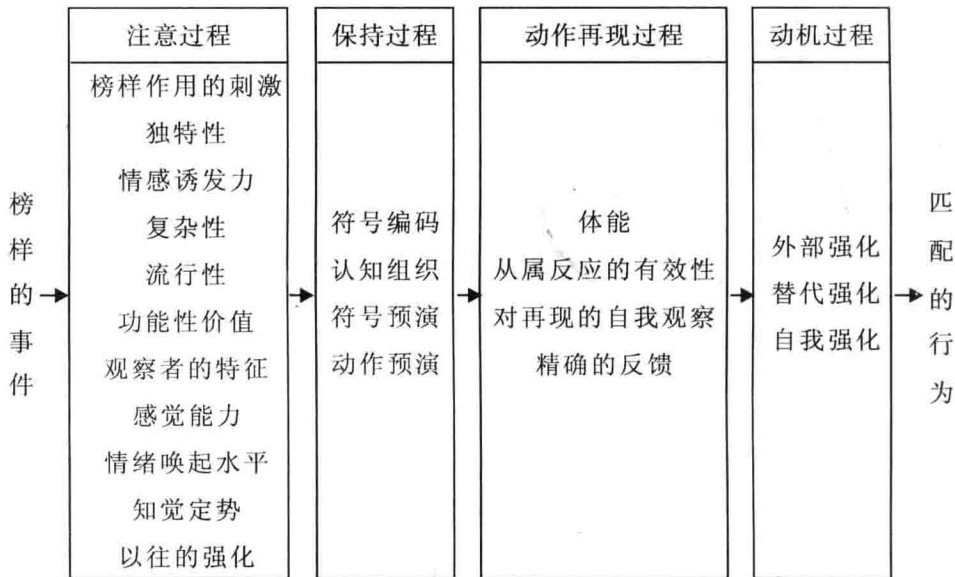 榜样的事件
注意过程
榜样作用的刺激
独特性
情感诱发力
复杂性
流行性
功能性价值
观察者的特征
感觉能力
情绪唤起水平
知觉定势
以往的强化
保持过程
符号编码
认知组织
符号预演
动作预演
动作再现过程
体能
从属反应的有效性
对再现的自我观察
精确的反馈
动机过程
外部强化
替代强化
自我强化
匹配的行为